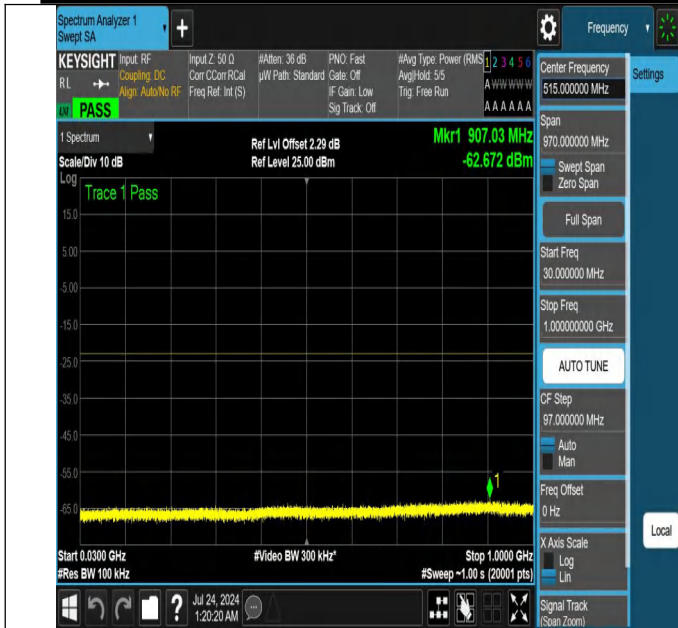 Spectrum Analyzer 1
Swept SA
+
Frequency
KEYSIGHT
RL
LXI
PASS
Input: RF
Coupling: DC
Align: Auto/No RF
Input Z: 50 Ω
Corr CCorr RCal
Freq Ref: Int (S)
#Atten: 36 dB
µW Path: Standard
PNO: Fast
Gate: Off
IF Gain: Low
Sig Track: Off
#Avg Type: Power (RMS
Avg|Hold: 5/5
Trig: Free Run
1 2 3 4 5 6
A W W W W W
A A A A A A
1 Spectrum
Scale/Div 10 dB
Log
Ref Lvl Offset 2.29 dB
Ref Level 25.00 dBm
Mkr1 907.03 MHz
-62.672 dBm
Trace 1 Pass
15.0
5.00
-5.00
-15.0
-25.0
-35.0
-45.0
-55.0
-65.0
1
Start 0.0300 GHz
#Res BW 100 kHz
#Video BW 300 kHz*
Stop 1.0000 GHz
#Sweep ~1.00 s (20001 pts)
Center Frequency
515.000000 MHz
Settings
Span
970.000000 MHz
Swept Span
Zero Span
Full Span
Start Freq
30.000000 MHz
Stop Freq
1.000000000 GHz
AUTO TUNE
CF Step
97.000000 MHz
Auto
Man
Freq Offset
0 Hz
Local
X Axis Scale
Log
Lin
Signal Track
(Span Zoom)
?
Jul 24, 2024
1:20:20 AM